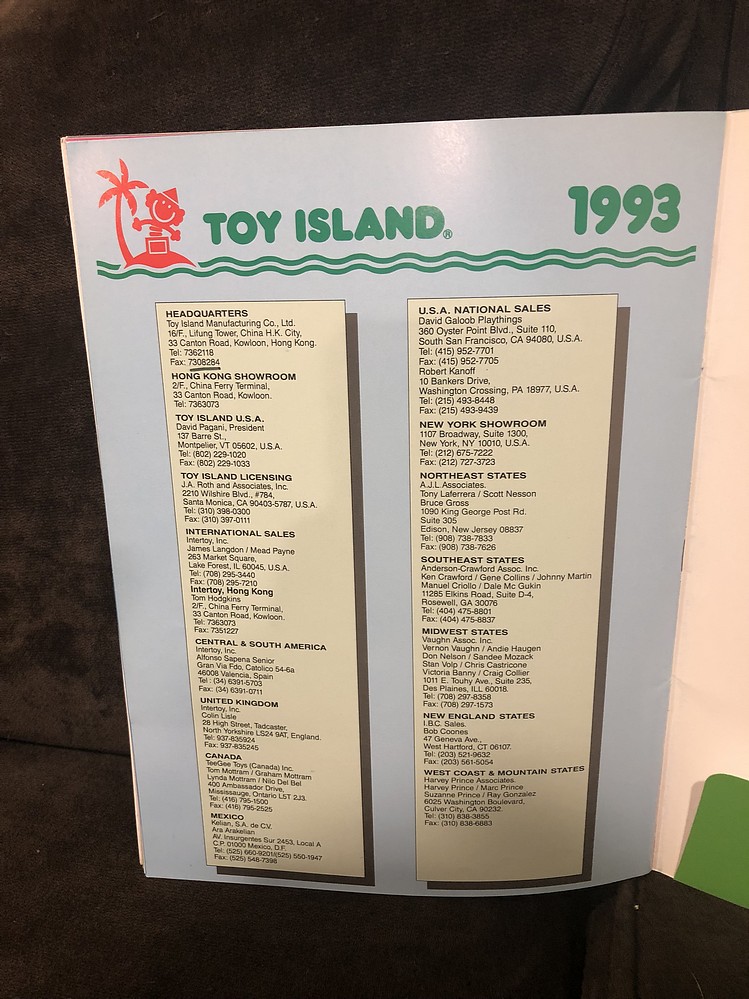 TOY ISLAND®
1993
HEADQUARTERS
Toy Island Manufacturing Co., Ltd.
16/F., Lifung Tower, China H.K. City,
33 Canton Road, Kowloon, Hong Kong.
Tel: 7362118
Fax: 7308284
HONG KONG SHOWROOM
2/F., China Ferry Terminal,
33 Canton Road, Kowloon.
Tel: 7363073
TOY ISLAND U.S.A.
David Pagani, President
137 Barre St.,
Montpelier, VT 05602, U.S.A.
Tel: (802) 229-1020
Fax: (802) 229-1033
TOY ISLAND LICENSING
J.A. Roth and Associates, Inc.
2210 Wilshire Blvd., #784,
Santa Monica, CA 90403-5787, U.S.A.
Tel: (310) 398-0300
Fax: (310) 397-0111
INTERNATIONAL SALES
Intertoy, Inc.
James Langdon / Mead Payne
263 Market Square,
Lake Forest, IL 60045, U.S.A.
Tel: (708) 295-3440
Fax: (708) 295-7210
Intertoy, Hong Kong
Tom Hodgkins
2/F., China Ferry Terminal,
33 Canton Road, Kowloon.
Tel: 7363073
Fax: 7351227
CENTRAL & SOUTH AMERICA
Intertoy, Inc.
Alfonso Sapena Senior
Gran Via Fdo, Catolico 54-6a
46008 Valencia, Spain
Tel : (34) 6391-5703
Fax: (34) 6391-0711
UNITED KINGDOM
Intertoy, Inc.
Colin Lisle
28 High Street, Tadcaster,
North Yorkshire LS24 9AT, England.
Tel: 937-835924
Fax: 937-835245
CANADA
TeeGee Toys (Canada) Inc.
Tom Mottram / Graham Mottram
Lynda Mottram / Nilo Del Bel
400 Ambassador Drive,
Mississauge, Ontario L5T 2J3.
Tel: (416) 795-1500
Fax: (416) 795-2525
MEXICO
Kelian, S.A. de C.V.
Ara Arakelian
AV. Insurgentes Sur 2453, Local A
C.P. 01000 Mexico, D.F.
Tel: (525) 660-9201/(525) 550-1947
Fax: (525) 548-7398
U.S.A. NATIONAL SALES
David Galoob Playthings
360 Oyster Point Blvd., Suite 110,
South San Francisco, CA 94080, U.S.A.
Tel: (415) 952-7701
Fax: (415) 952-7705
Robert Kanoff
10 Bankers Drive,
Washington Crossing, PA 18977, U.S.A.
Tel: (215) 493-8448
Fax: (215) 493-9439
NEW YORK SHOWROOM
1107 Broadway, Suite 1300,
New York, NY 10010, U.S.A.
Tel: (212) 675-7222
Fax: (212) 727-3723
NORTHEAST STATES
A.J.L. Associates.
Tony Laferrera / Scott Nesson
Bruce Gross
1090 King George Post Rd.
Suite 305
Edison, New Jersey 08837
Tel: (908) 738-7833
Fax: (908) 738-7626
SOUTHEAST STATES
Anderson-Crawford Assoc. Inc.
Ken Crawford / Gene Collins / Johnny Martin
Manuel Criollo / Dale Mc Gukin
11285 Elkins Road, Suite D-4,
Rosewell, GA 30076
Tel: (404) 475-8801
Fax: (404) 475-8837
MIDWEST STATES
Vaughn Assoc. Inc.
Vernon Vaughn / Andie Haugen
Don Nelson / Sandee Mozack
Stan Volp / Chris Castricone
Victoria Banny / Craig Collier
1011 E. Touhy Ave., Suite 235,
Des Plaines, ILL 60018.
Tel: (708) 297-8358
Fax: (708) 297-1573
NEW ENGLAND STATES
I.B.C. Sales.
Bob Coones
47 Geneva Ave.,
West Hartford, CT 06107.
Tel: (203) 521-9632
Fax: (203) 561-5054
WEST COAST & MOUNTAIN STATES
Harvey Prince Associates.
Harvey Prince / Marc Prince
Suzanne Prince / Ray Gonzalez
6025 Washington Boulevard,
Culver City, CA 90232.
Tel: (310) 838-3855
Fax: (310) 838-6883